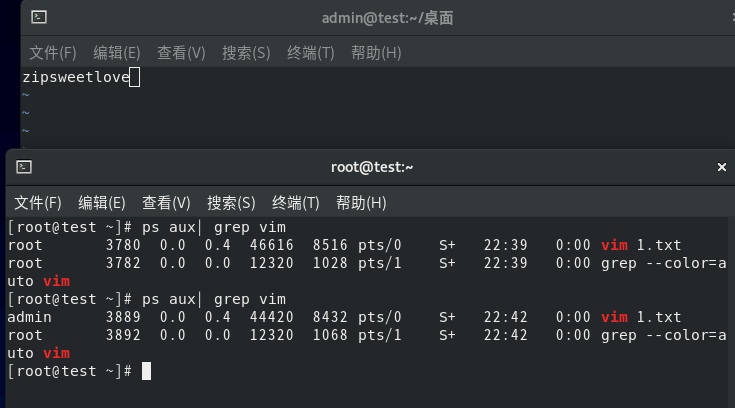 admin@test:~/桌面
文件(F) 编辑(E) 查看(V) 搜索(S) 终端(T) 帮助(H)
zipsweetlove
~
~
~
root@test:~ ×
文件(F) 编辑(E) 查看(V) 搜索(S) 终端(T) 帮助(H)
[root@test ~]# ps aux| grep vim
root       3780  0.0  0.4  46616  8516 pts/0    S+   22:39   0:00 vim 1.txt
root       3782  0.0  0.0  12320  1028 pts/1    S+   22:39   0:00 grep --color=a
uto vim
[root@test ~]# ps aux| grep vim
admin      3889  0.0  0.4  44420  8432 pts/0    S+   22:42   0:00 vim 1.txt
root       3892  0.0  0.0  12320  1068 pts/1    S+   22:42   0:00 grep --color=a
uto vim
[root@test ~]#